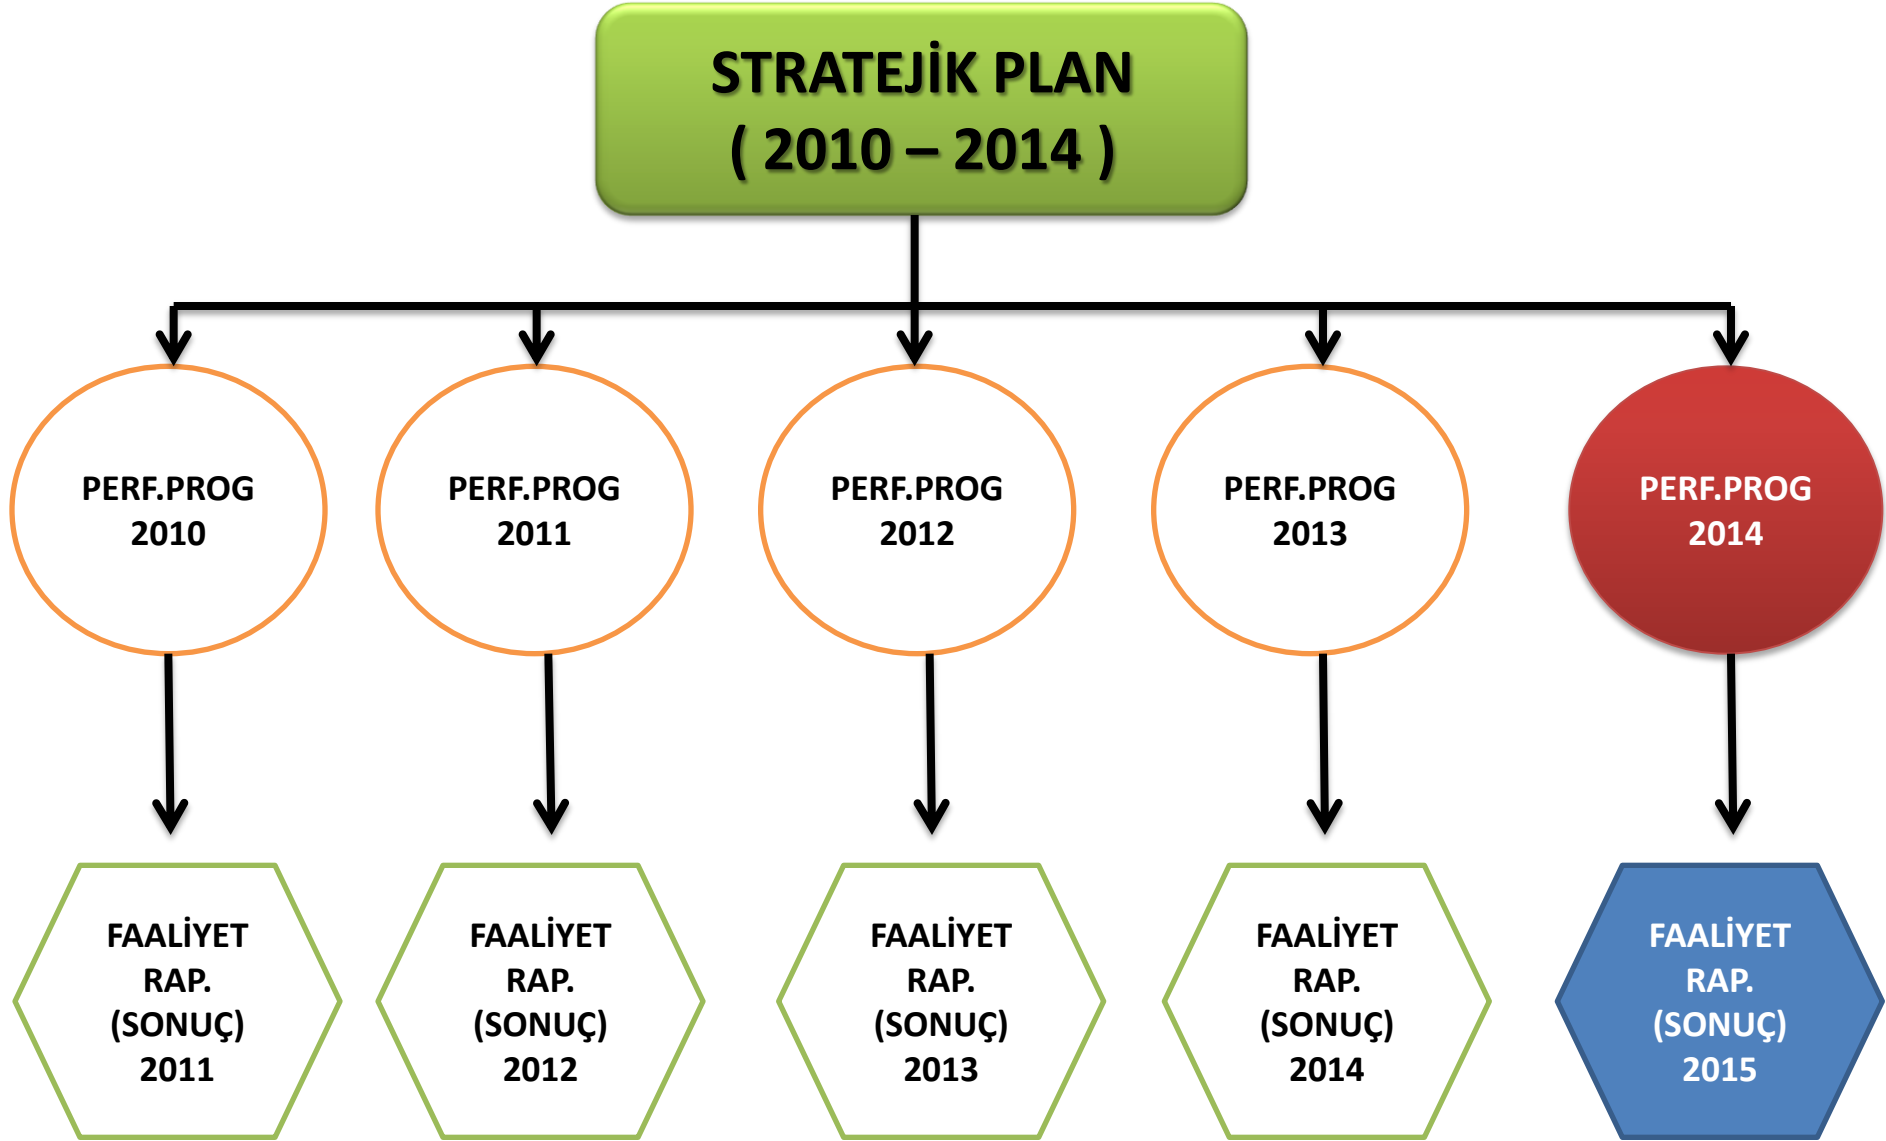 STRATEJİK PLAN
( 2010 – 2014 )
PERF.PROG
2010
PERF.PROG
2011
PERF.PROG
2012
PERF.PROG
2013
PERF.PROG
2014
FAALİYET
RAP.
(SONUÇ)
2011
FAALİYET
RAP.
(SONUÇ)
2012
FAALİYET
RAP.
(SONUÇ)
2013
FAALİYET
RAP.
(SONUÇ)
2014
FAALİYET
RAP.
(SONUÇ)
2015